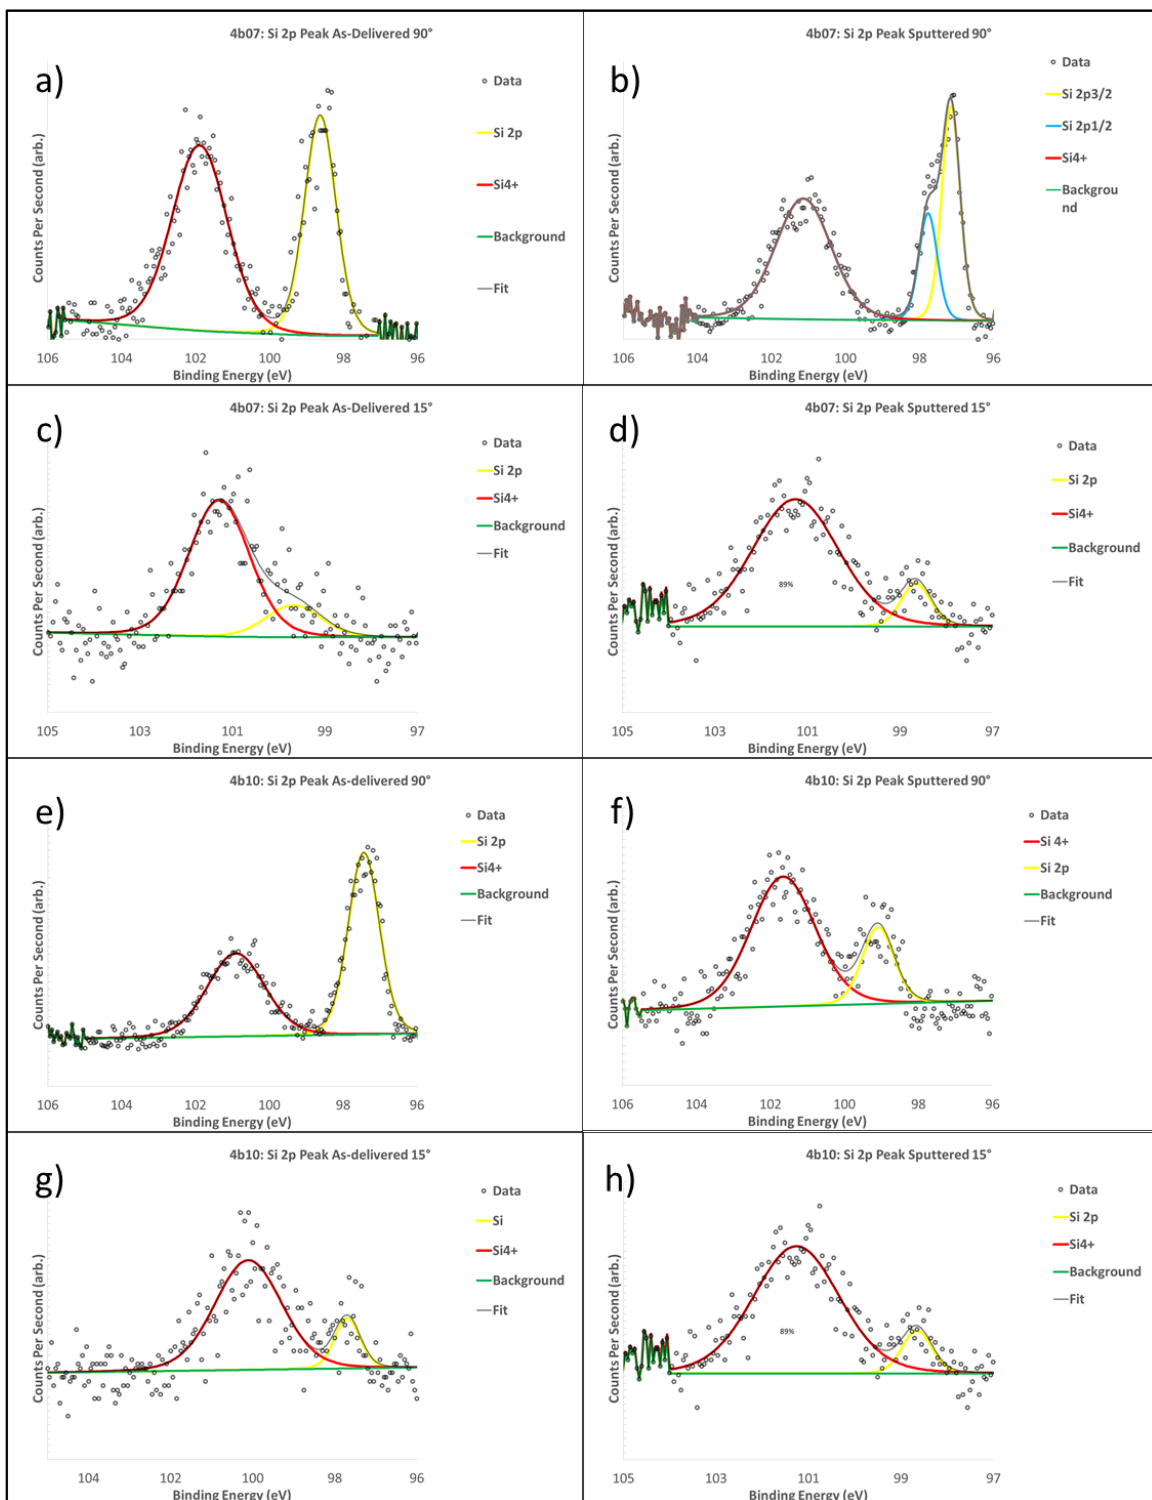 4b07: Si 2p Peak As-Delivered 90°
a)
Counts Per Second (arb.)
Data
Si 2p
Si4+
Background
Fit
106 104 102 100 98 96
Binding Energy (eV)
4b07: Si 2p Peak Sputtered 90°
b)
Counts Per Second (arb.)
Data
Si 2p3/2
Si 2p1/2
Si4+
Backgrou
nd
106 104 102 100 98 96
Binding Energy (eV)
4b07: Si 2p Peak As-Delivered 15°
c)
Counts Per Second (arb.)
Data
Si 2p
Si4+
Background
Fit
105 103 101 99 97
Binding Energy (eV)
4b07: Si 2p Peak Sputtered 15°
d)
Counts Per Second (arb.)
89%
Data
Si 2p
Si4+
Background
Fit
105 103 101 99 97
Binding Energy (eV)
4b10: Si 2p Peak As-delivered 90°
e)
Counts Per Second (arb.)
Data
Si 2p
Si4+
Background
Fit
106 104 102 100 98 96
Binding Energy (eV)
4b10: Si 2p Peak Sputtered 90°
f)
Counts Per Second (arb.)
Data
Si 4+
Si 2p
Background
Fit
106 104 102 100 98 96
Binding Energy (eV)
4b10: Si 2p Peak As-delivered 15°
g)
Counts Per Second (arb.)
Data
Si
Si4+
Background
Fit
104 102 100 98 96
Binding Energy (eV)
4b10: Si 2p Peak Sputtered 15°
h)
Counts Per Second (arb.)
89%
Data
Si 2p
Si4+
Background
Fit
105 103 101 99 97
Binding Energy (eV)